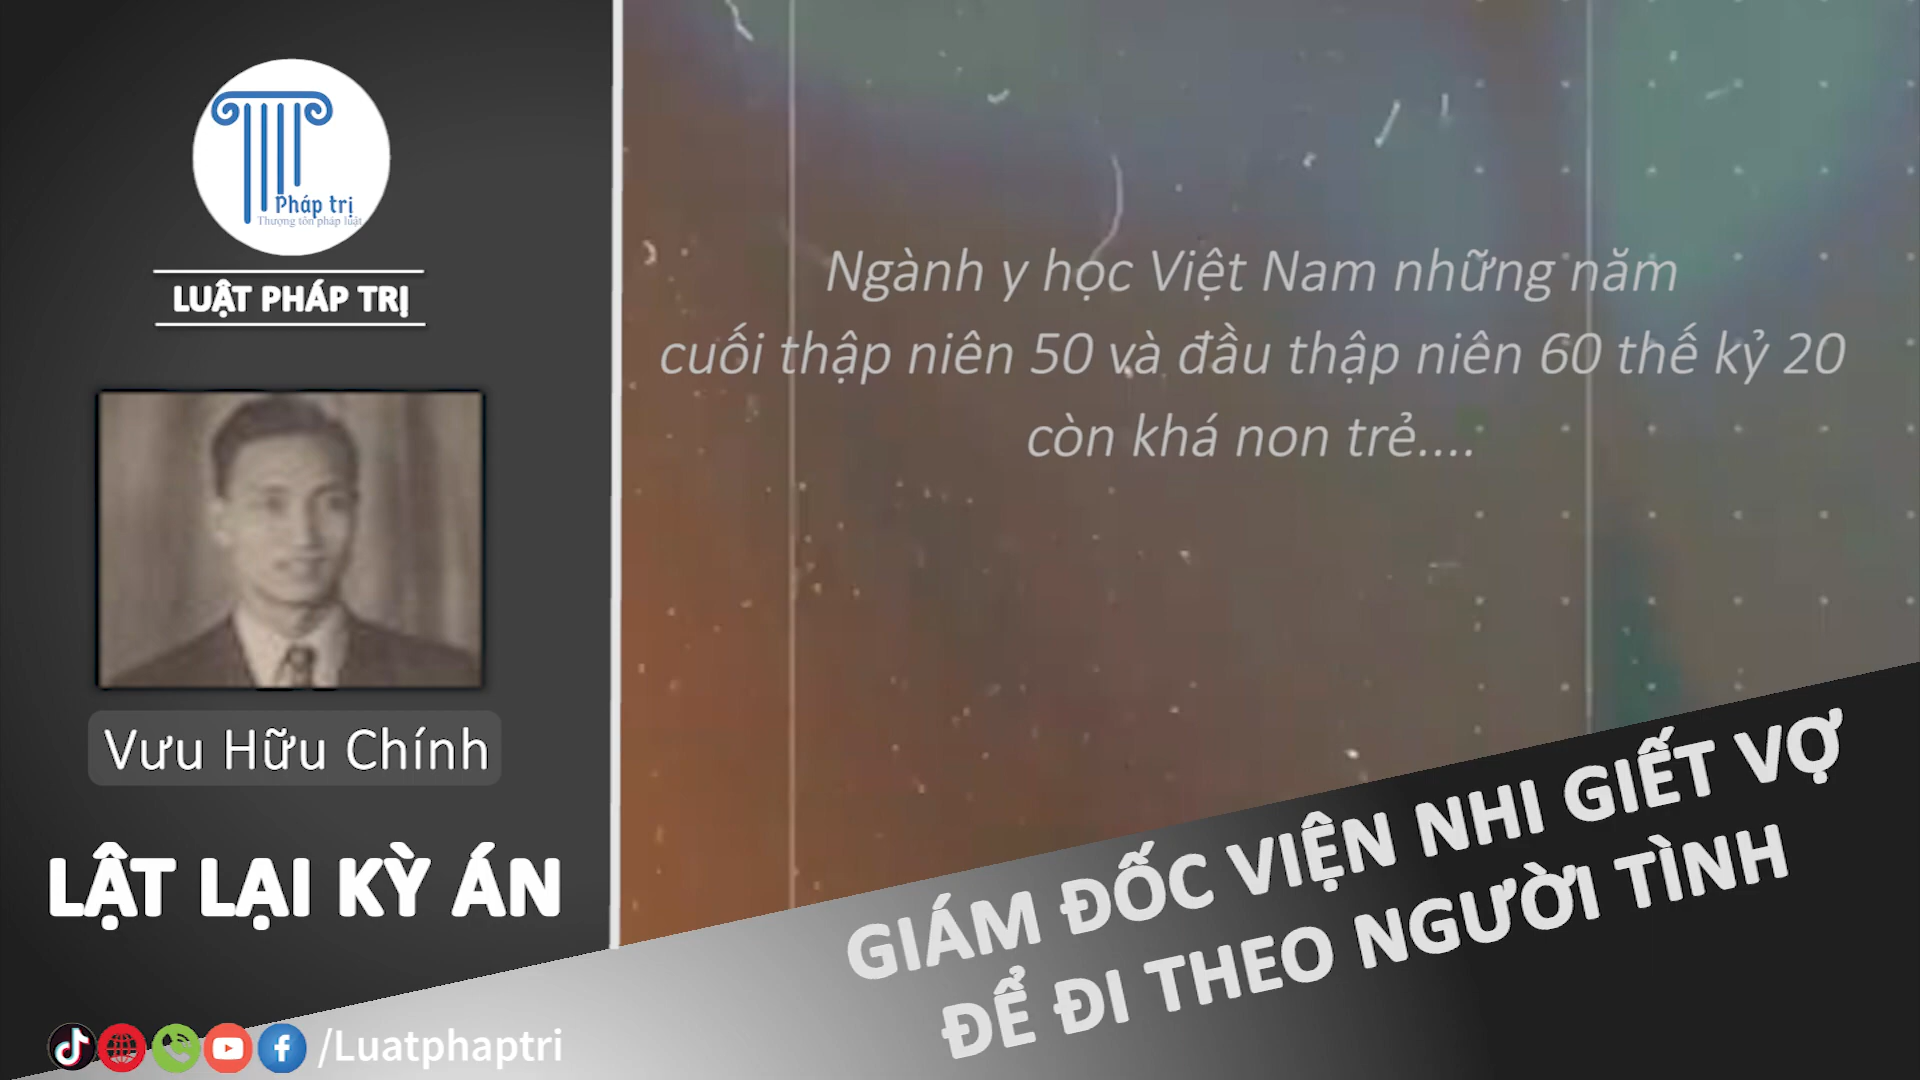 Pháp trị
Thượng tôn pháp luật
LUẬT PHÁP TRỊ
Vưu Hữu Chính
LẬT LẠI KỲ ÁN
/Luatphaptri
Ngành y học Việt Nam những năm
cuối thập niên 50 và đầu thập niên 60 thế kỷ 20
còn khá non trẻ....
GIÁM ĐỐC VIỆN NHI GIẾT VỢ
ĐỂ ĐI THEO NGƯỜI TÌNH